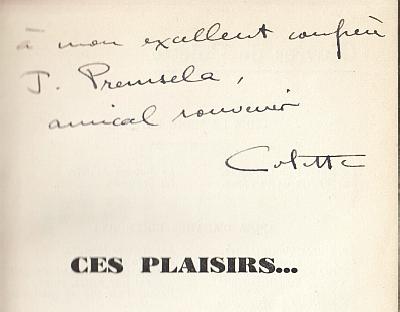 à mon excellent confrère
J. Premsela,
amical souvenir
Colette
CES PLAISIRS...